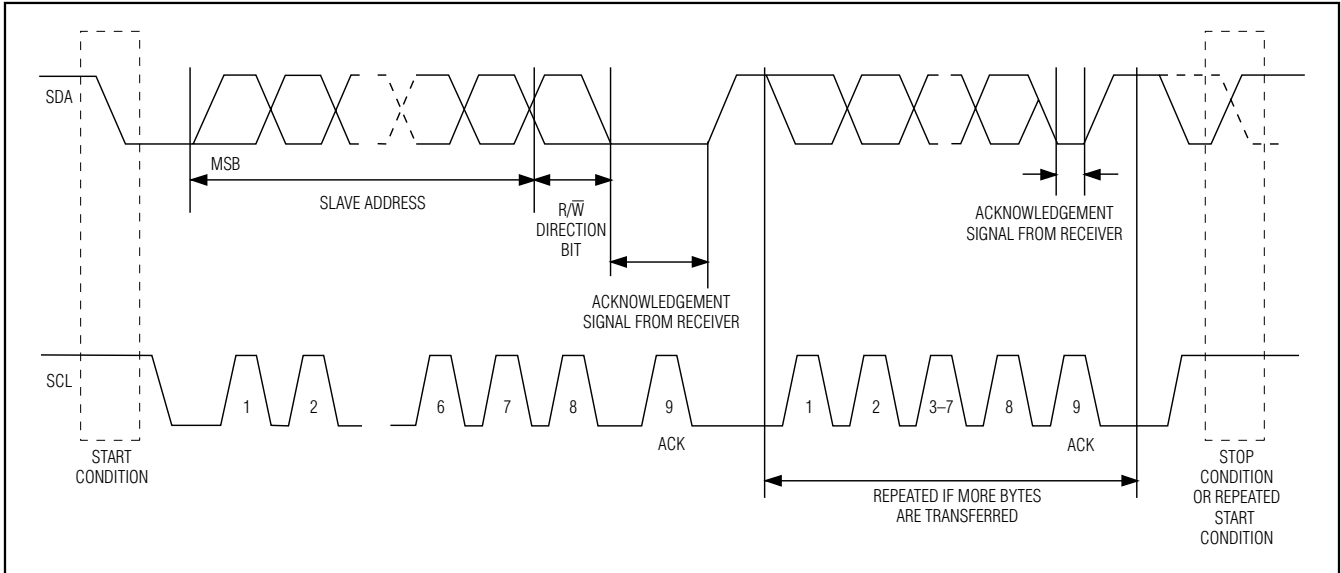 SDA
MSB
SLAVE ADDRESS
R/W̅
DIRECTION
BIT
ACKNOWLEDGEMENT
SIGNAL FROM RECEIVER
ACKNOWLEDGEMENT
SIGNAL FROM RECEIVER
SCL
1 2 6 7 8 9 1 2 3–7 8 9
ACK
ACK
START
CONDITION
REPEATED IF MORE BYTES
ARE TRANSFERRED
STOP
CONDITION
OR REPEATED
START
CONDITION